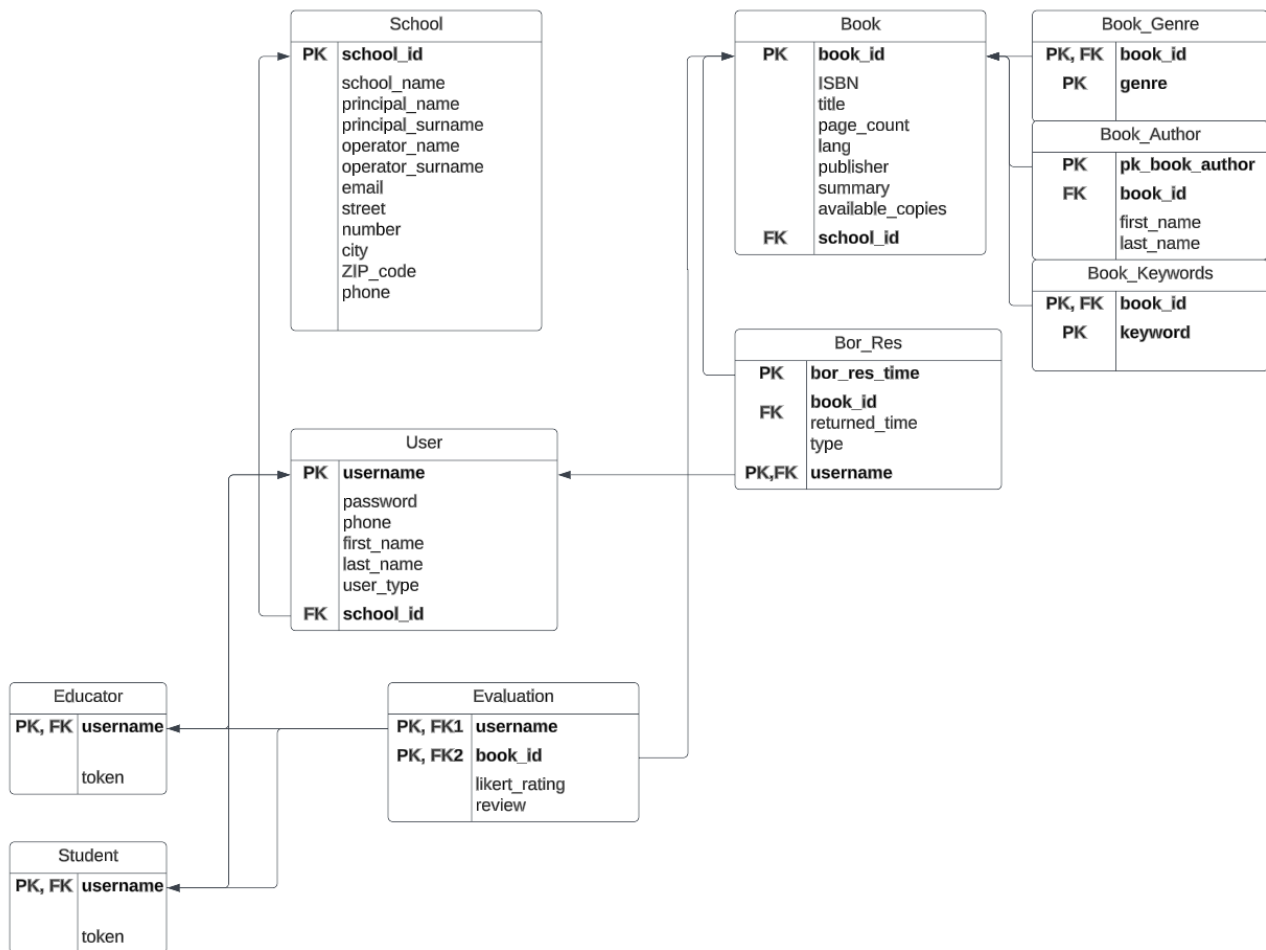 School
PK school_id
school_name
principal_name
principal_surname
operator_name
operator_surname
email
street
number
city
ZIP_code
phone
Book
PK book_id
ISBN
title
page_count
lang
publisher
summary
available_copies
FK school_id
Book_Genre
PK, FK book_id
PK genre
Book_Author
PK pk_book_author
FK book_id
first_name
last_name
Book_Keywords
PK, FK book_id
PK keyword
Bor_Res
PK bor_res_time
FK book_id
returned_time
type
PK,FK username
User
PK username
password
phone
first_name
last_name
user_type
FK school_id
Educator
PK, FK username
token
Evaluation
PK, FK1 username
PK, FK2 book_id
likert_rating
review
Student
PK, FK username
token